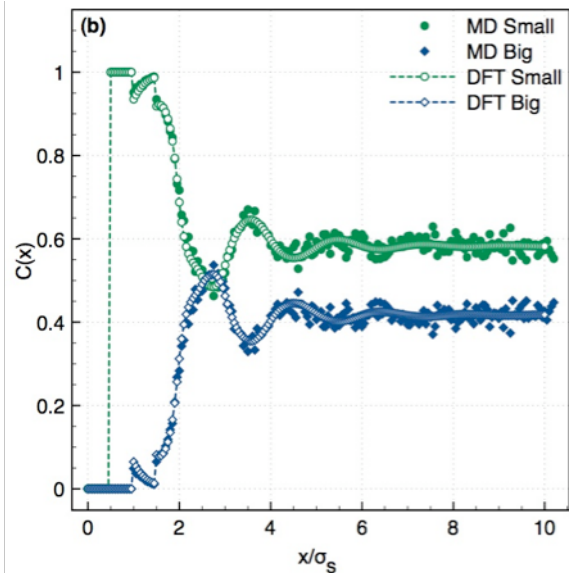 (b)
MD Small
MD Big
DFT Small
DFT Big
1
0.8
0.6
0.4
0.2
0
C(x)
0 2 4 6 8 10
x/σs